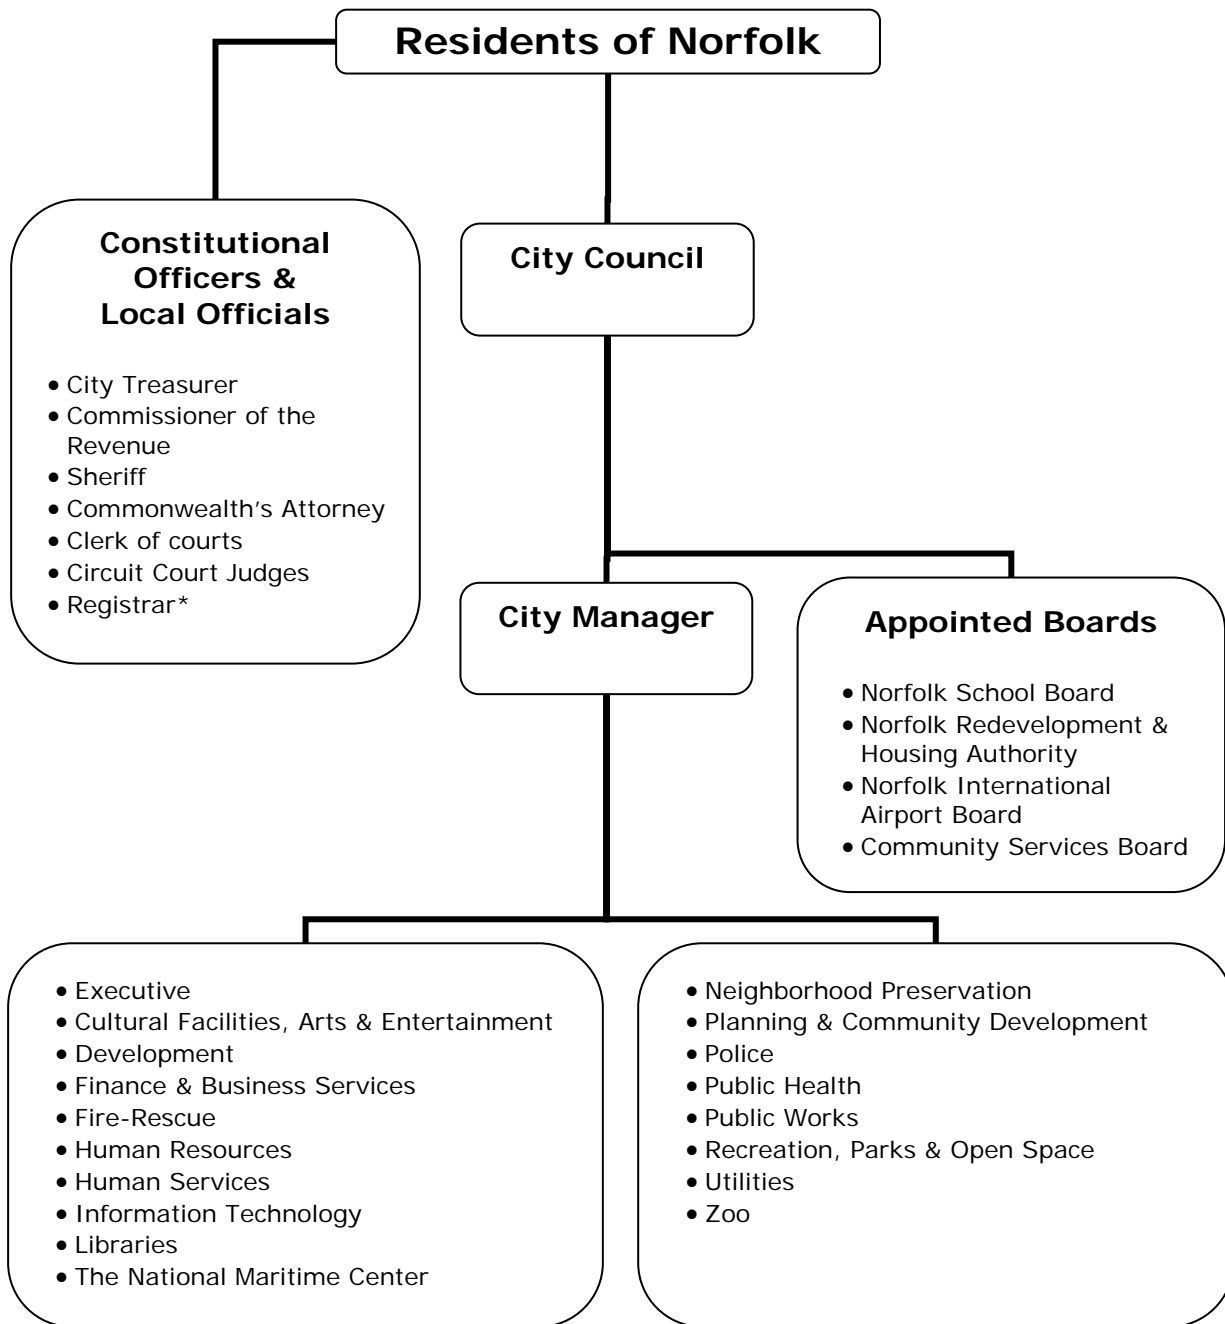 Residents of Norfolk
Constitutional
Officers &
Local Officials
• City Treasurer
• Commissioner of the
Revenue
• Sheriff
• Commonwealth's Attorney
• Clerk of courts
• Circuit Court Judges
• Registrar*
City Council
City Manager
Appointed Boards
• Norfolk School Board
• Norfolk Redevelopment &
Housing Authority
• Norfolk International
Airport Board
• Community Services Board
• Executive
• Cultural Facilities, Arts & Entertainment
• Development
• Finance & Business Services
• Fire-Rescue
• Human Resources
• Human Services
• Information Technology
• Libraries
• The National Maritime Center
• Neighborhood Preservation
• Planning & Community Development
• Police
• Public Health
• Public Works
• Recreation, Parks & Open Space
• Utilities
• Zoo